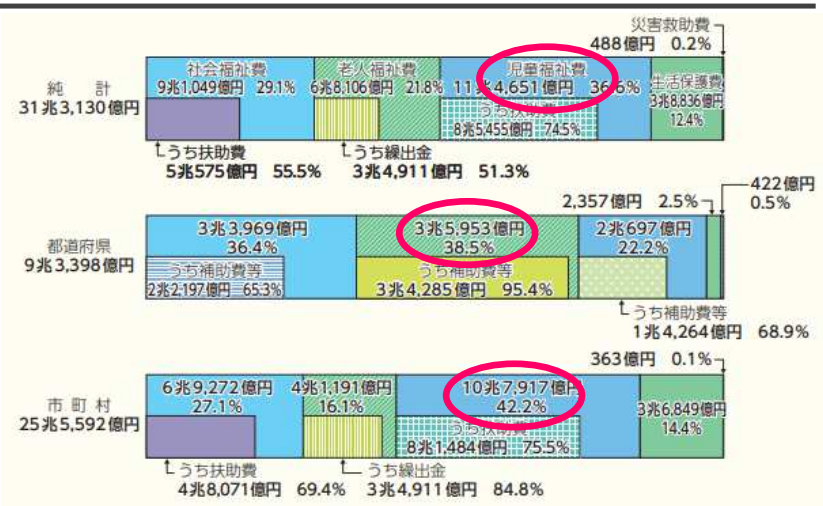 災害救助費
488億円 0.2%
社会福祉費 老人福祉費 児童福祉費 生活保護費
純計 9兆1,049億円 29.1% 6兆8,106億円 21.8% 11兆4,651億円 36.6% 3兆8,836億円
31兆3,130億円 うち扶助費 12.4%
8兆5,455億円 74.5%
うち扶助費 うち繰出金
5兆575億円 55.5% 3兆4,911億円 51.3%
2,357億円 2.5% 422億円
0.5%
3兆3,969億円 3兆5,953億円 2兆697億円
都道府県 36.4% 38.5% 22.2%
9兆3,398億円 うち補助費等 うち補助費等
2兆2,197億円 65.3% 3兆4,285億円 95.4%
うち補助費等
1兆4,264億円 68.9%
363億円 0.1%
6兆9,272億円 4兆1,191億円 10兆7,917億円
市町村 27.1% 16.1% 42.2% 3兆6,849億円
25兆5,592億円 うち扶助費 14.4%
8兆1,484億円 75.5%
うち扶助費 うち繰出金
4兆8,071億円 69.4% 3兆4,911億円 84.8%